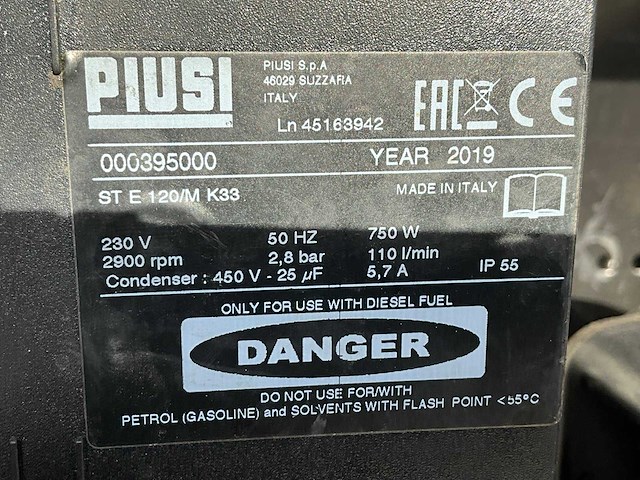 PIUSI
PIUSI S.p.A
46029 SUZZARA
ITALY
Ln 45163942
EAC CE
000395000 YEAR 2019
ST E 120/M K33 MADE IN ITALY
230 V 50 HZ 750 W
2900 rpm 2,8 bar 110 l/min
Condenser : 450 V - 25 µF 5,7 A IP 55
ONLY FOR USE WITH DIESEL FUEL
DANGER
DO NOT USE FOR/WITH
PETROL (GASOLINE) and SOLVENTS WITH FLASH POINT <55°C